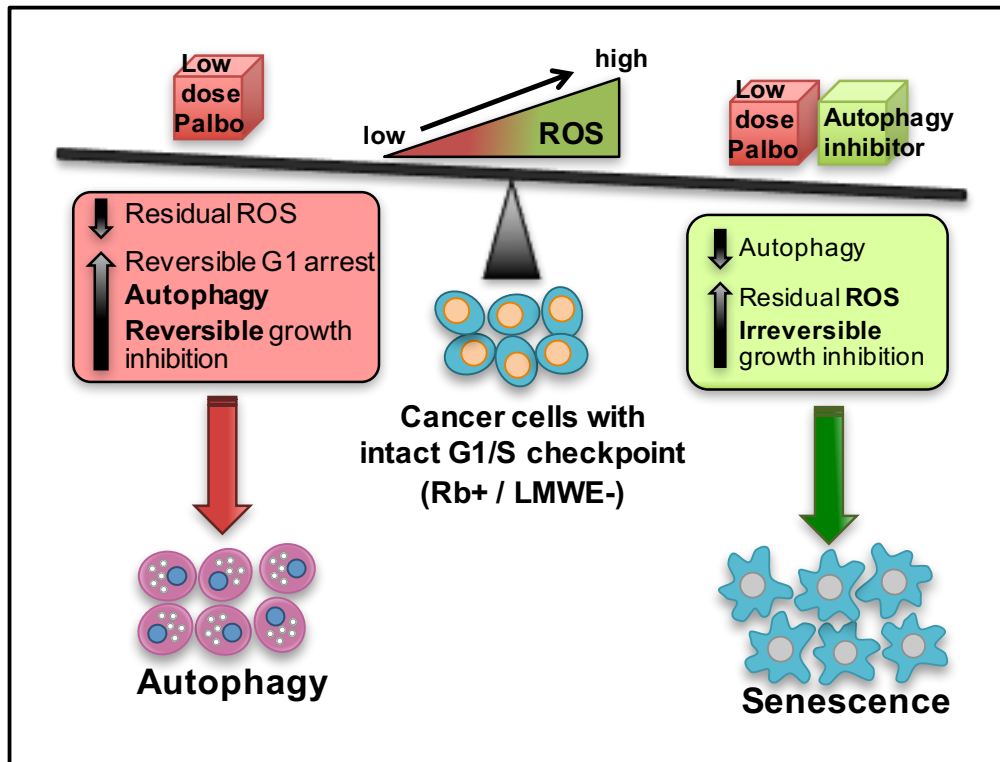 Low
dose
Palbo
low
high
ROS
Low
dose
Palbo
Autophagy
inhibitor
Residual ROS
Reversible G1 arrest
Autophagy
Reversible growth
inhibition
Autophagy
Residual ROS
Irreversible
growth inhibition
Cancer cells with
intact G1/S checkpoint
(Rb+ / LMWE-)
Autophagy
Senescence